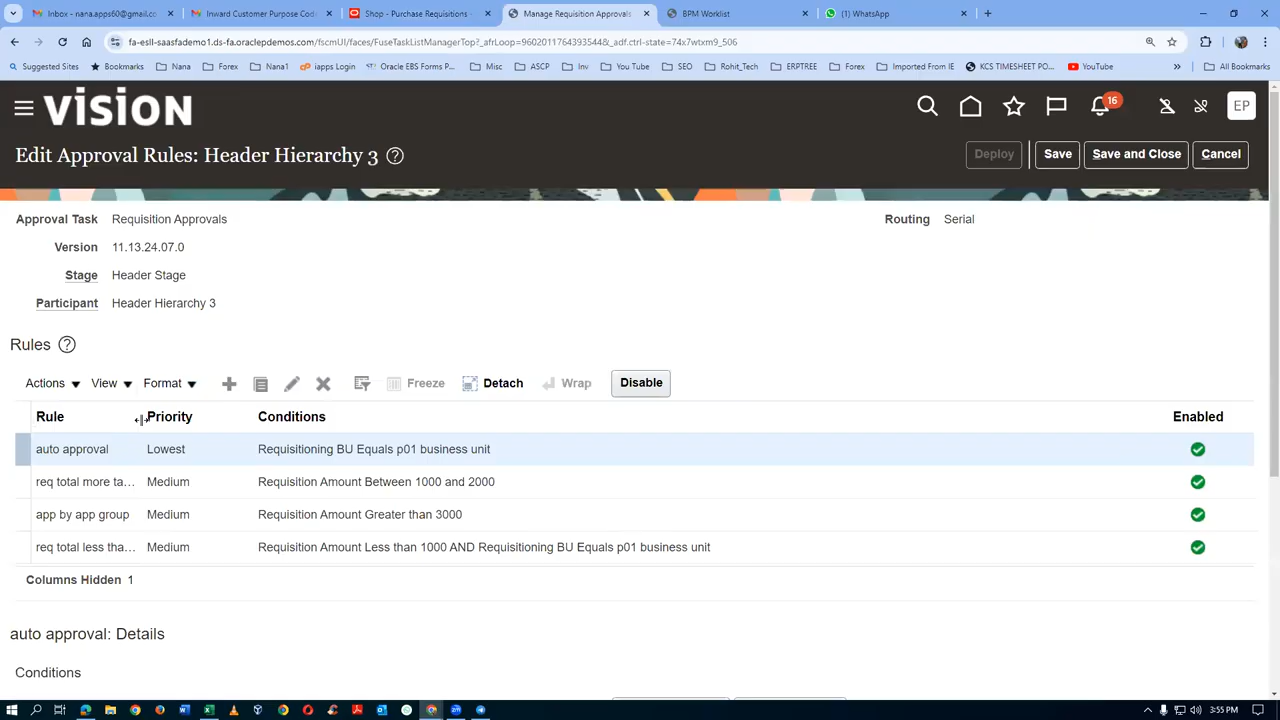 Inbox - nana.apps60@gmail.co
Inward Customer Purpose Code
Shop - Purchase Requisitions -
Manage Requisition Approvals
BPM Worklist
(1) WhatsApp
fa-esll-saasfademo1.ds-fa.oraclepdemos.com/fscmUI/faces/FuseTaskListManagerTop?_afrLoop=96020117643935448&_adf.ctrl-state=74x7wtxm9_506
Suggested Sites
Bookmarks
Nana
Forex
Nana1
iapps Login
Oracle EBS Forms P...
Misc
ASCP
Inv
You Tube
SEO
Rohit_Tech
ERPTREE
Forex
Imported From IE
KCS TIMESHEET PO...
YouTube
»
All Bookmarks
vision
16
EP
Edit Approval Rules: Header Hierarchy 3
Deploy
Save
Save and Close
Cancel
Approval Task Requisition Approvals
Routing Serial
Version 11.13.24.07.0
Stage Header Stage
Participant Header Hierarchy 3
Rules
Actions
View
Format
Freeze
Detach
Wrap
Disable
Rule Priority Conditions Enabled
auto approval Lowest Requisitioning BU Equals p01 business unit
req total more ta... Medium Requisition Amount Between 1000 and 2000
app by app group Medium Requisition Amount Greater than 3000
req total less tha... Medium Requisition Amount Less than 1000 AND Requisitioning BU Equals p01 business unit
Columns Hidden 1
auto approval: Details
Conditions
3:55 PM